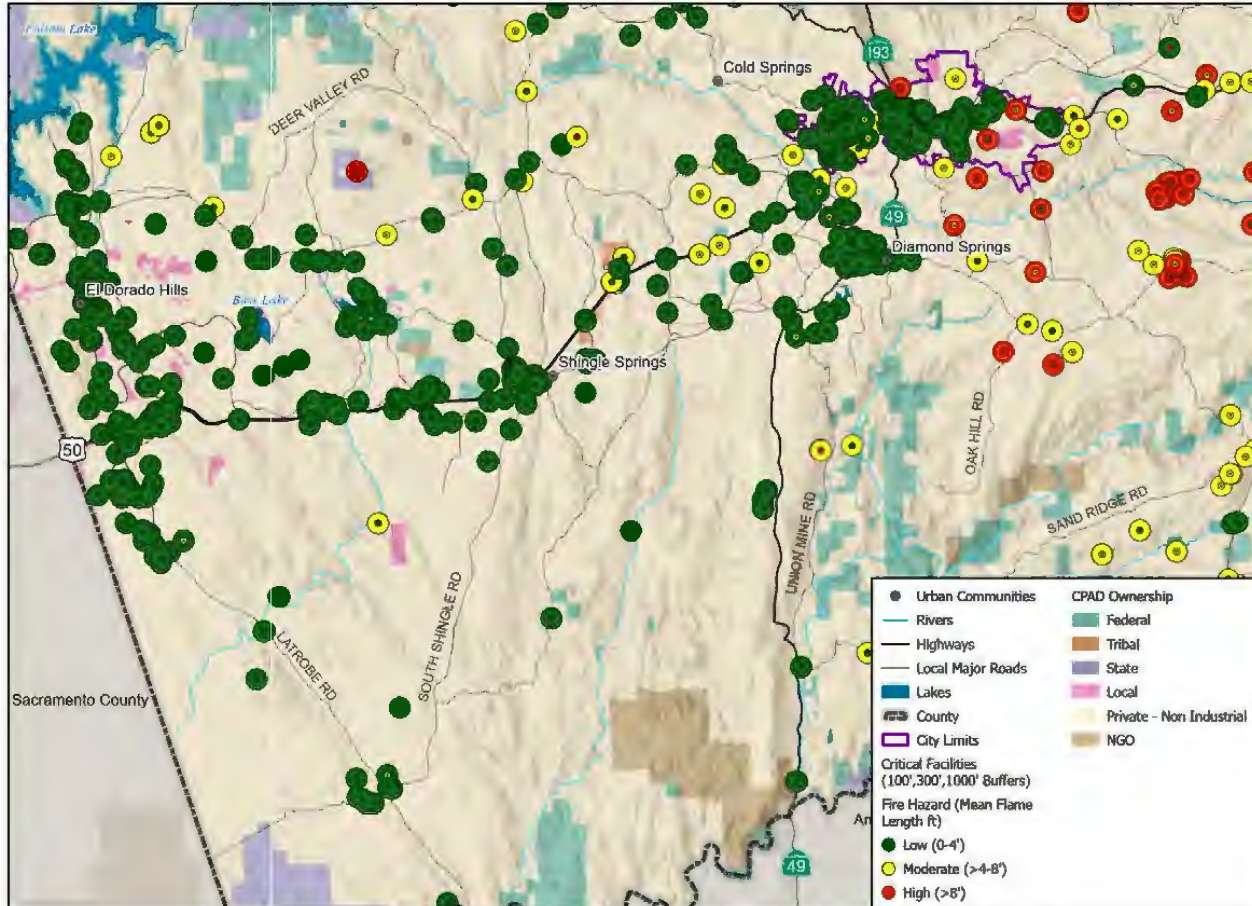 Folsom Lake
193
Cold Springs
DEER VALLEY RD
49
Diamond Springs
El Dorado Hills
Bass Lake
Shingle Springs
50
OAK HILL RD
SAND RIDGE RD
UNION MINE RD
SOUTH SHINGLE RD
LATROBE RD
Sacramento County
49
Urban Communities
Rivers
Highways
Local Major Roads
Lakes
County
City Limits
Critical Facilities
(100',300',1000' Buffers)
Fire Hazard (Mean Flame
Length ft)
Low (0-4')
Moderate (>4-8')
High (>8')
CPAD Ownership
Federal
Tribal
State
Local
Private - Non Industrial
NGO